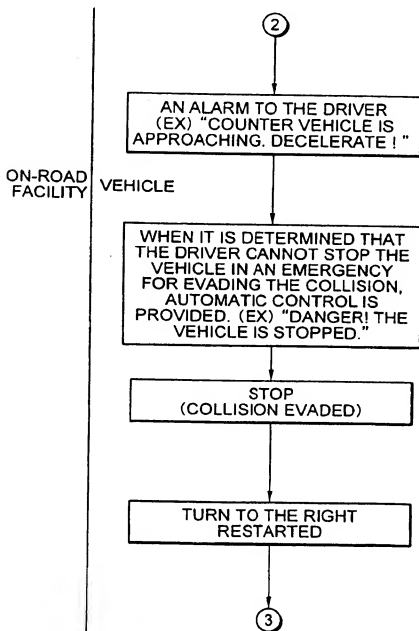 2
AN ALARM TO THE DRIVER
(EX) "COUNTER VEHICLE IS
APPROACHING. DECELERATE ! "
ON-ROAD
FACILITY
VEHICLE
WHEN IT IS DETERMINED THAT
THE DRIVER CANNOT STOP THE
VEHICLE IN AN EMERGENCY
FOR EVADING THE COLLISION,
AUTOMATIC CONTROL IS
PROVIDED. (EX) "DANGER! THE
VEHICLE IS STOPPED."
STOP
(COLLISION EVADED)
TURN TO THE RIGHT
RESTARTED
3